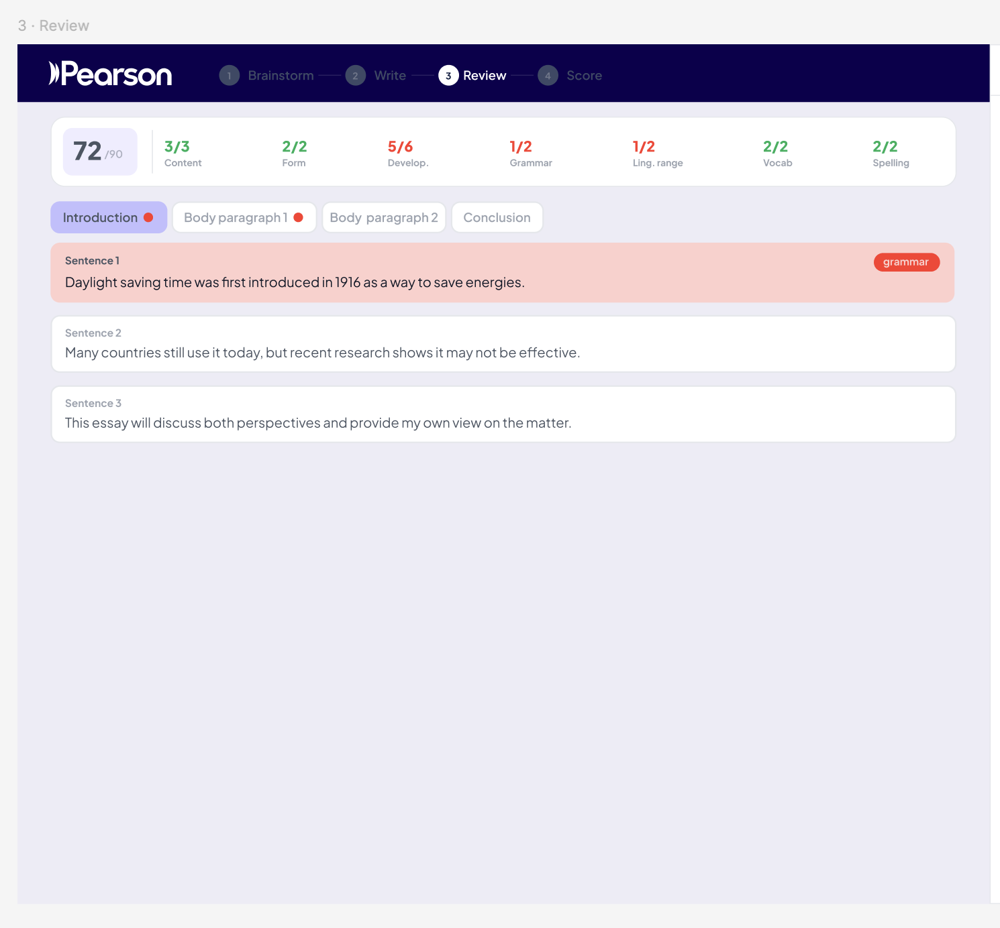 3 · Review
Pearson
1 Brainstorm 2 Write 3 Review 4 Score
72 /90
3/3 2/2 5/6 1/2 1/2 2/2 2/2
Content Form Develop. Grammar Ling. range Vocab Spelling
Introduction Body paragraph 1 Body paragraph 2 Conclusion
Sentence 1
grammar
Daylight saving time was first introduced in 1916 as a way to save energies.
Sentence 2
Many countries still use it today, but recent research shows it may not be effective.
Sentence 3
This essay will discuss both perspectives and provide my own view on the matter.